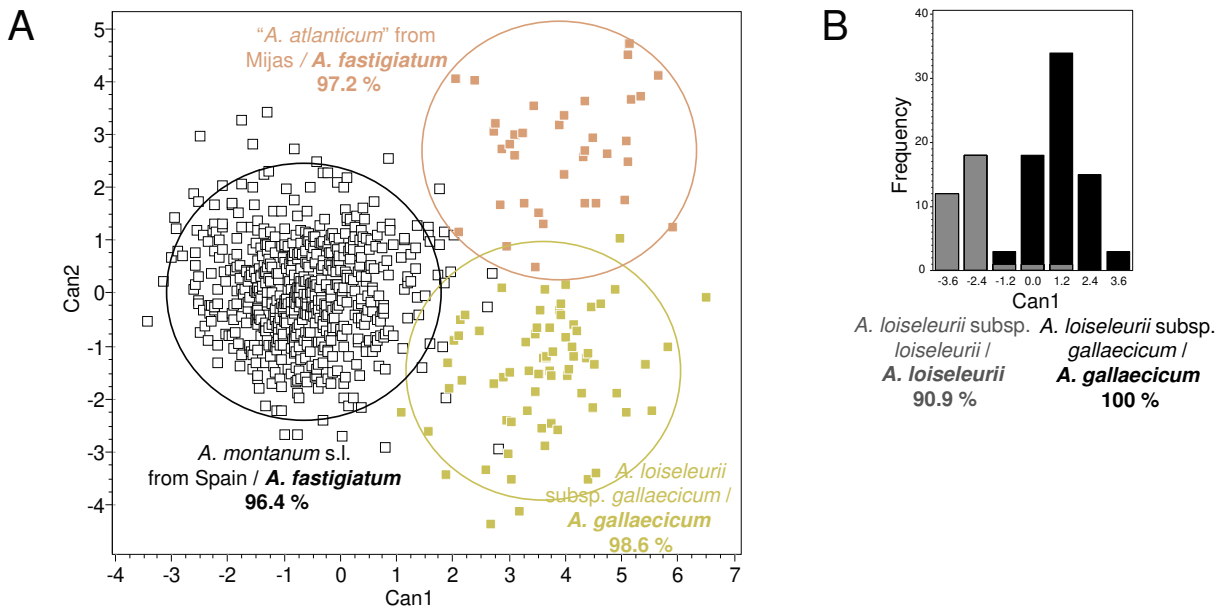 A
5
4
3
2
1
0
-1
-2
-3
-4
Can2
-4 -3 -2 -1 0 1 2 3 4 5 6 7
Can1
“A. atlanticum” from
Mijas / A. fastigiatum
97.2 %
A. montanum s.l.
from Spain / A. fastigiatum
96.4 %
A. loiseleurii
subsp. gallaecicum /
A. gallaecicum
98.6 %
B
40
30
20
10
0
Frequency
-3.6 -2.4 -1.2 0.0 1.2 2.4 3.6
Can1
A. loiseleurii subsp.
loiseleurii /
A. loiseleurii
90.9 %
A. loiseleurii subsp.
gallaecicum /
A. gallaecicum
100 %